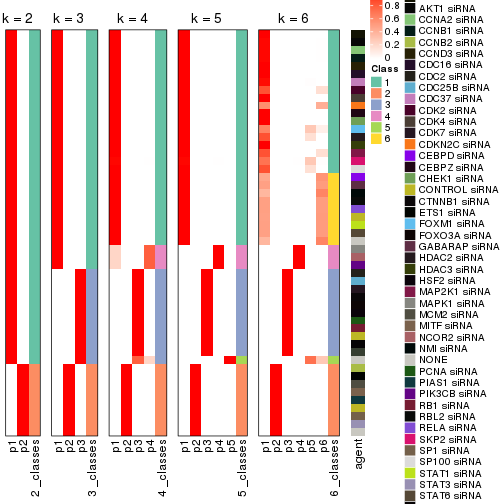 k = 2 k = 3 k = 4 k = 5 k = 6
0.8
0.6
0.4
0.2
0
Class
1
2
3
4
5
6
p1
p2
2_classes
p1
p2
p3
3_classes
p1
p2
p3
p4
4_classes
p1
p2
p3
p4
p5
5_classes
p1
p2
p3
p4
p5
p6
6_classes
agent
AKT1 siRNA
CCNA2 siRNA
CCNB1 siRNA
CCNB2 siRNA
CCND3 siRNA
CDC16 siRNA
CDC2 siRNA
CDC25B siRNA
CDC37 siRNA
CDK2 siRNA
CDK4 siRNA
CDK7 siRNA
CDKN2C siRNA
CEBPD siRNA
CEBPZ siRNA
CHEK1 siRNA
CONTROL siRNA
CTNNB1 siRNA
ETS1 siRNA
FOXM1 siRNA
FOXO3A siRNA
GABARAP siRNA
HDAC2 siRNA
HDAC3 siRNA
HSF2 siRNA
MAP2K1 siRNA
MAPK1 siRNA
MCM2 siRNA
MITF siRNA
NCOR2 siRNA
NMI siRNA
NONE
PCNA siRNA
PIAS1 siRNA
PIK3CB siRNA
RB1 siRNA
RBL2 siRNA
RELA siRNA
SKP2 siRNA
SP1 siRNA
SP100 siRNA
STAT1 siRNA
STAT3 siRNA
STAT6 siRNA